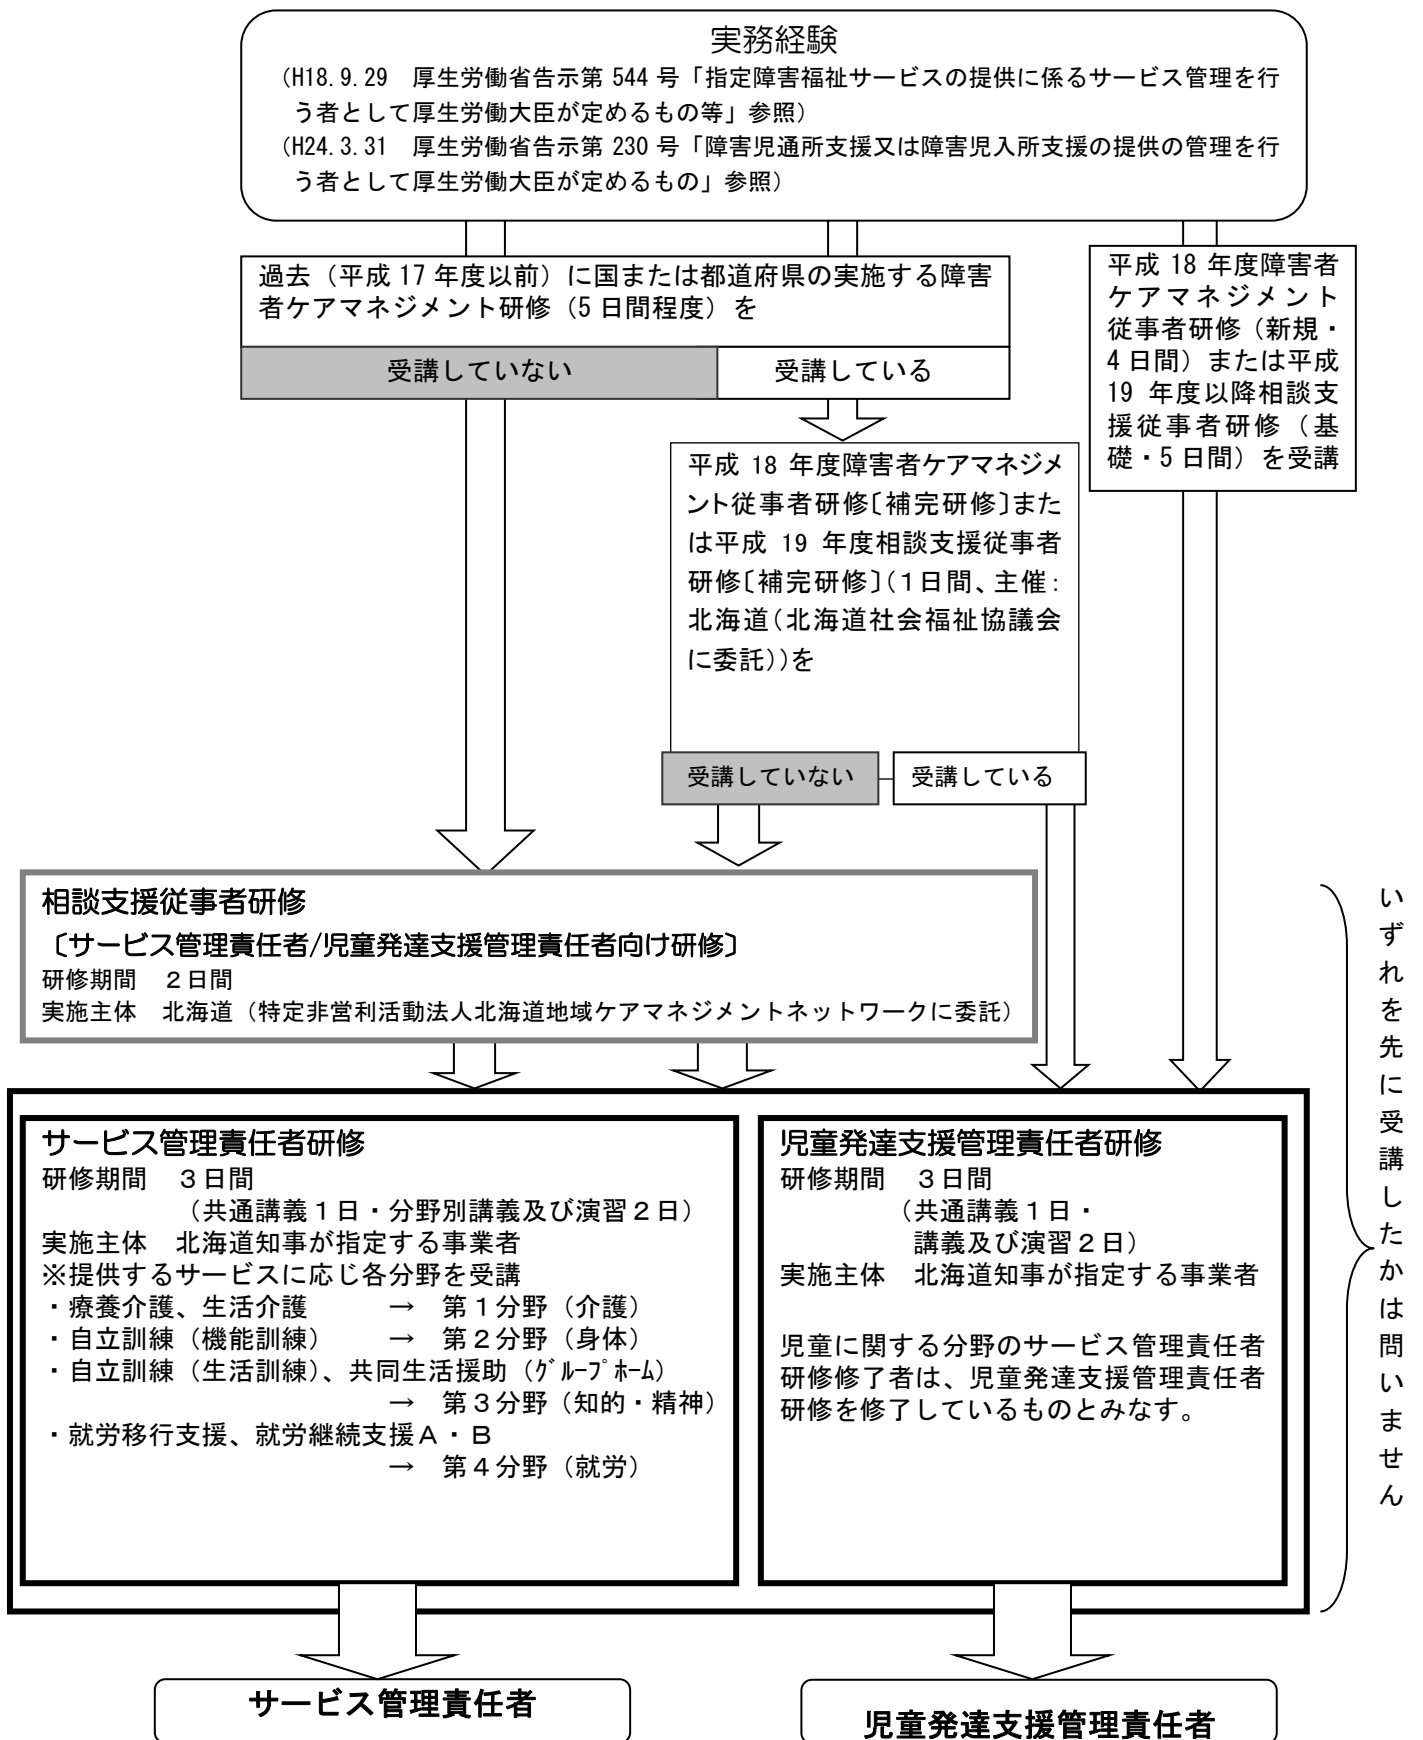 実務経験
(H18.9.29　厚生労働省告示第 544 号「指定障害福祉サービスの提供に係るサービス管理を行
う者として厚生労働大臣が定めるもの等」参照)
(H24.3.31　厚生労働省告示第 230 号「障害児通所支援又は障害児入所支援の提供の管理を行
う者として厚生労働大臣が定めるもの」参照)
過去（平成 17 年度以前）に国または都道府県の実施する障害
者ケアマネジメント研修（5 日間程度）を
受講していない
受講している
平成 18 年度障害者
ケアマネジメント
従事者研修（新規・
4 日間）または平成
19 年度以降相談支
援従事者研修（基
礎・5 日間）を受講
平成 18 年度障害者ケアマネジメ
ント従事者研修〔補完研修〕また
は平成 19 年度相談支援従事者
研修〔補完研修〕（１日間、主催：
北海道（北海道社会福祉協議会
に委託））を
受講していない
受講している
相談支援従事者研修
〔サービス管理責任者/児童発達支援管理責任者向け研修〕
研修期間　２日間
実施主体　北海道（特定非営利活動法人北海道地域ケアマネジメントネットワークに委託）
サービス管理責任者研修
研修期間　３日間
（共通講義１日・分野別講義及び演習２日）
実施主体　北海道知事が指定する事業者
※提供するサービスに応じ各分野を受講
・療養介護、生活介護　　　→　第１分野（介護）
・自立訓練（機能訓練）　　→　第２分野（身体）
・自立訓練（生活訓練）、共同生活援助（ｸﾞﾙｰﾌﾟﾎｰﾑ）
→　第３分野（知的・精神）
・就労移行支援、就労継続支援Ａ・Ｂ
→　第４分野（就労）
児童発達支援管理責任者研修
研修期間　３日間
（共通講義１日・
講義及び演習２日）
実施主体　北海道知事が指定する事業者
児童に関する分野のサービス管理責任者
研修修了者は、児童発達支援管理責任者
研修を修了しているものとみなす。
いずれを先に受講したかは問いません
サービス管理責任者
児童発達支援管理責任者